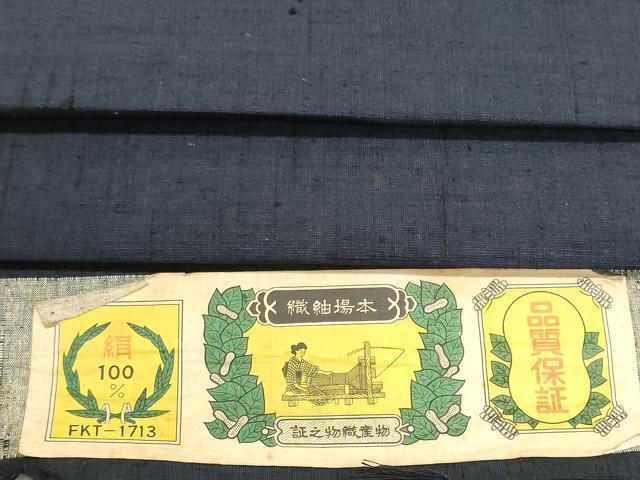 絹
100
%
FKT-1713
本場紬織
物産織物之証
品質保証